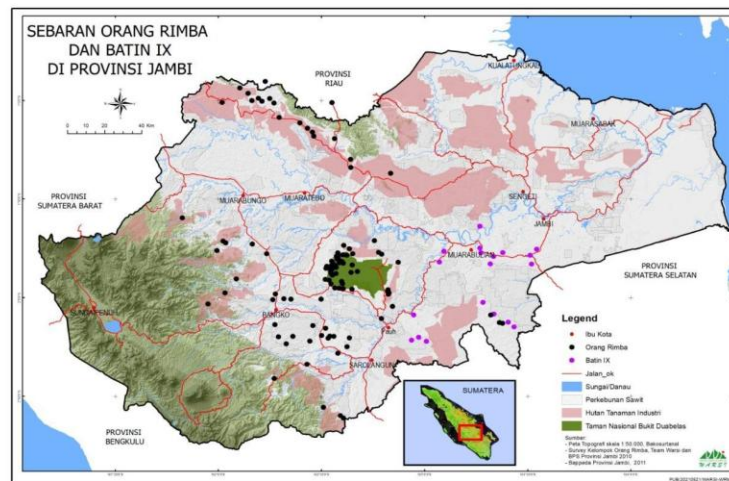 SEBARAN ORANG RIMBA
DAN BATIN IX
DI PROVINSI JAMBI
PROVINSI
RIAU
KUALATUNGKAL
MUARASABAK
PROVINSI
SUMATERA BARAT
MUARABUNGO
MUARATEBO
SENGETI
JAMBI
MUARABULIAN
PROVINSI
SUMATERA SELATAN
SUNGAIPENUH
BANGKO
Pauh
SAROLANGUN
PROVINSI
BENGKULU
SUMATERA
Legend
Ibu Kota
Orang Rimba
Batin IX
Jalan_ok
Sungai/Danau
Perkebunan Sawit
Hutan Tanaman Industri
Taman Nasional Bukit Duabelas
Sumber
- Peta Topografi skala 1:50 000, Bakosurtanal
- Survey Kelompok Orang Rimba, Team Warsi dan
BPS Provinsi Jambi 2010
- Bappeda Provinsi Jambi, 2011
WARSI